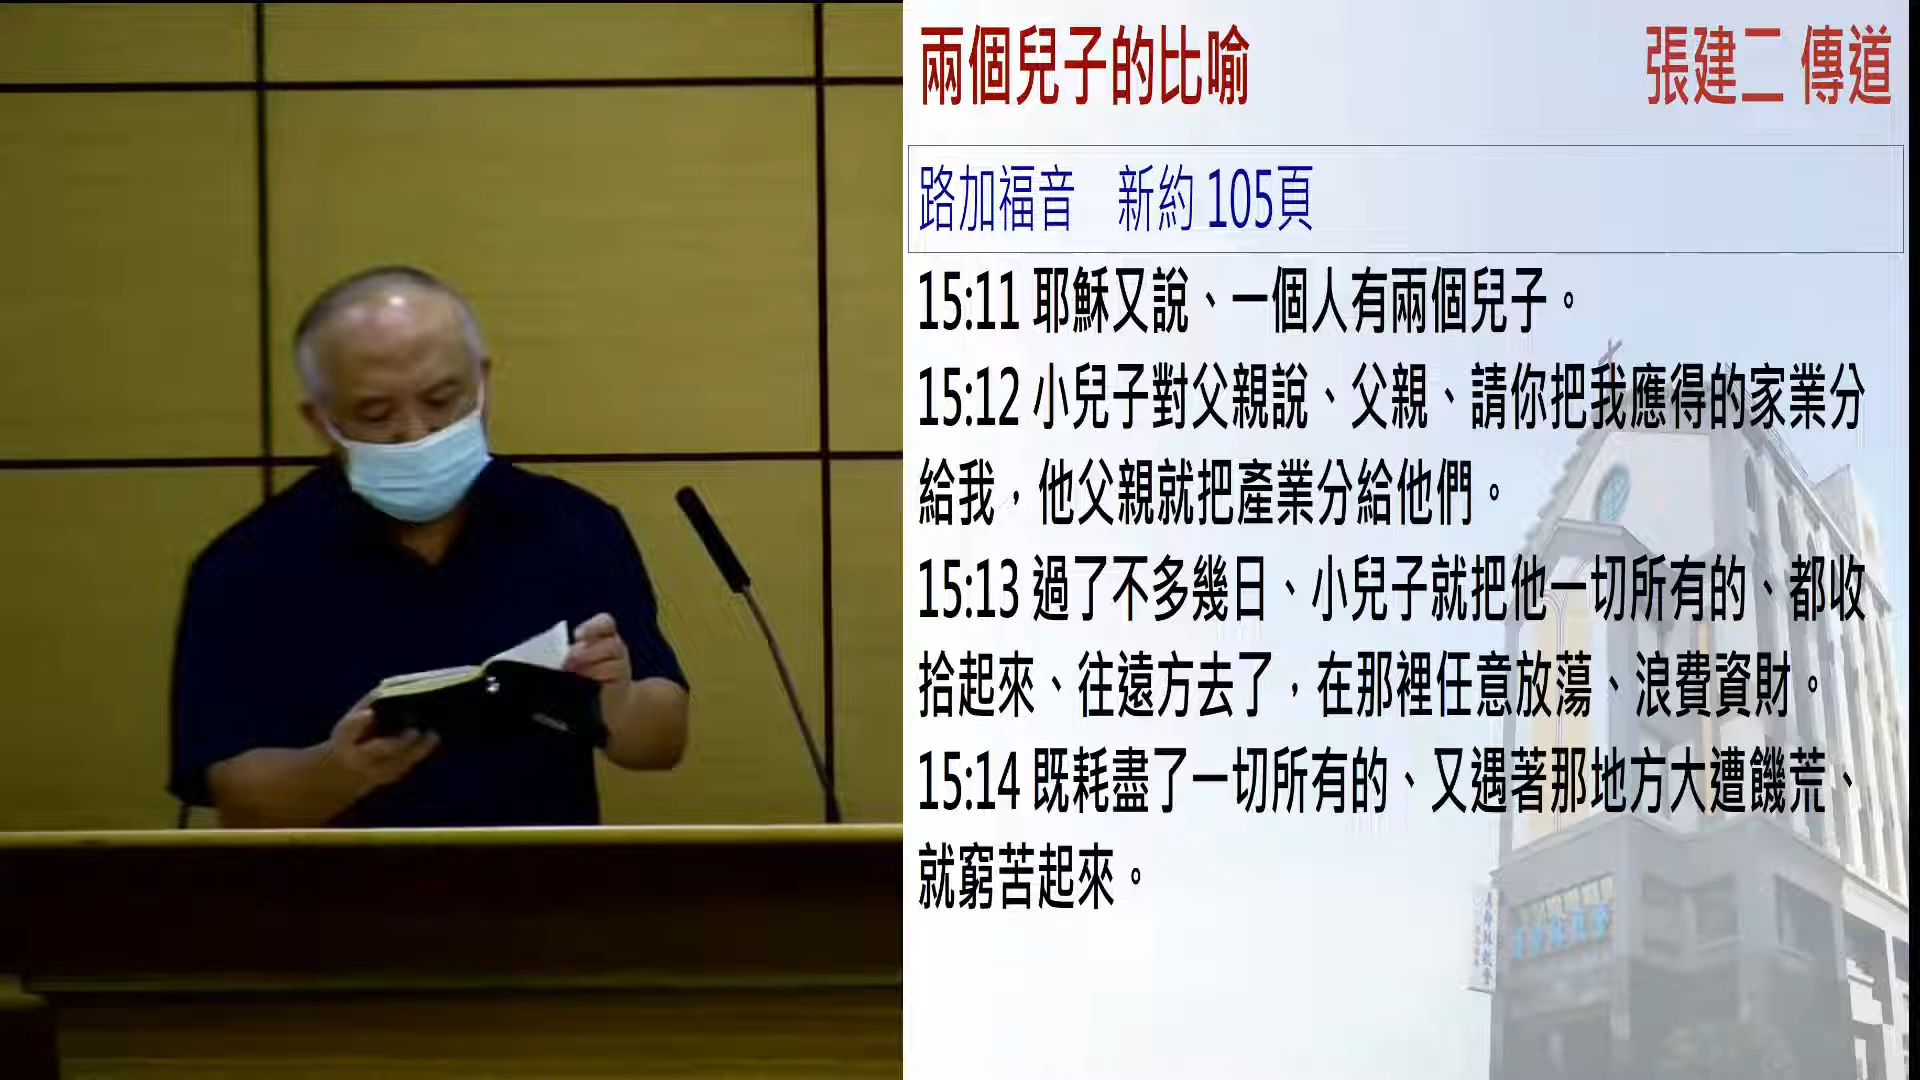 兩個兒子的比喻
張建二 傳道
路加福音 新約 105頁
15:11 耶穌又說、一個人有兩個兒子。
15:12 小兒子對父親說、父親、請你把我應得的家業分
給我，他父親就把產業分給他們。
15:13 過了不多幾日、小兒子就把他一切所有的、都收
拾起來、往遠方去了，在那裡任意放蕩、浪費資財。
15:14 既耗盡了一切所有的、又遇著那地方大遭饑荒、
就窮苦起來。